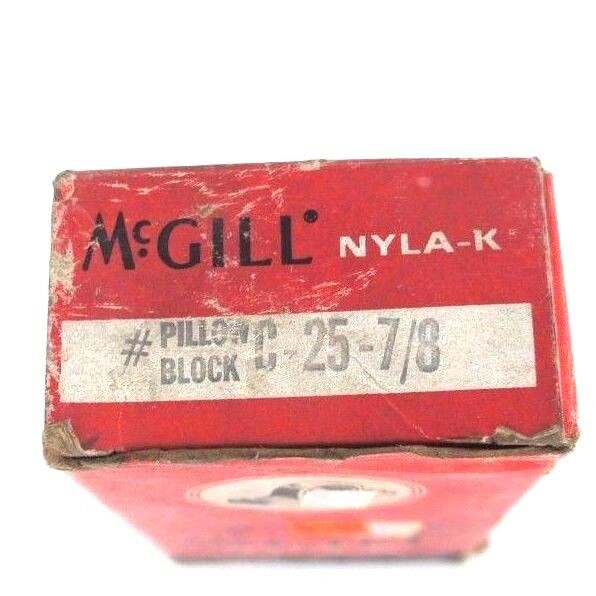 McGILL® NYLA-K
# PILLOW BLOCK C-25-7/8